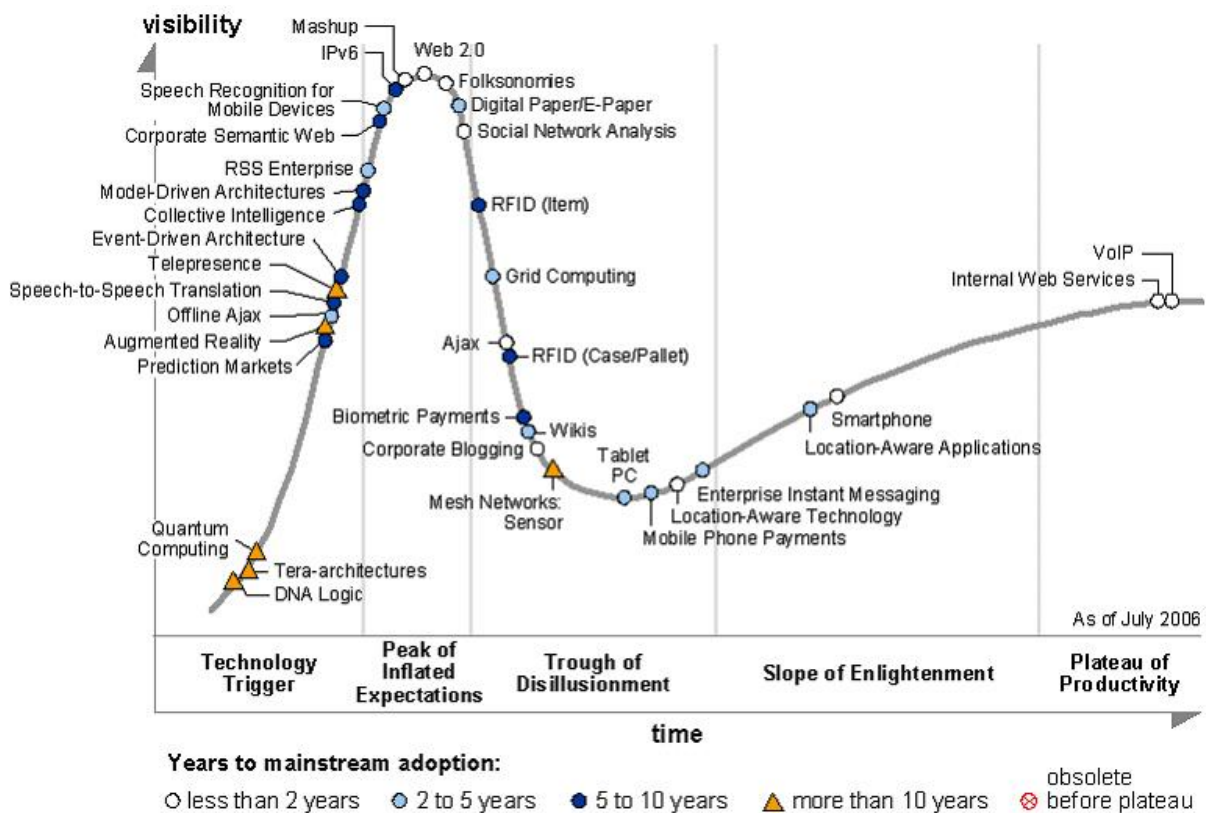 visibility
Mashup
IPv6
Web 2.0
Folksonomies
Speech Recognition for
Mobile Devices
Digital Paper/E-Paper
Corporate Semantic Web
Social Network Analysis
RSS Enterprise
Model-Driven Architectures
Collective Intelligence
RFID (Item)
Event-Driven Architecture
Telepresence
Grid Computing
Speech-to-Speech Translation
Offline Ajax
Augmented Reality
Prediction Markets
VoIP
Internal Web Services
Ajax
RFID (Case/Pallet)
Biometric Payments
Wikis
Corporate Blogging
Mesh Networks:
Sensor
Tablet
PC
Smartphone
Location-Aware Applications
Enterprise Instant Messaging
Location-Aware Technology
Mobile Phone Payments
Quantum
Computing
Tera-architectures
DNA Logic
As of July 2006
Technology
Trigger
Peak of
Inflated
Expectations
Trough of
Disillusionment
Slope of Enlightenment
Plateau of
Productivity
time
Years to mainstream adoption:
less than 2 years
2 to 5 years
5 to 10 years
more than 10 years
obsolete
before plateau